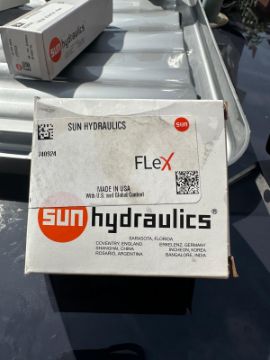 sun hydraulics
SUN HYDRAULICS
sun
240924
FLeX
MADE IN USA
With U.S. and Global Content
sun hydraulics®
SARASOTA, FLORIDA
COVENTRY, ENGLAND ERKELENZ, GERMANY
SHANGHAI, CHINA INCHEON, KOREA
ROSARIO, ARGENTINA BANGALORE, INDIA